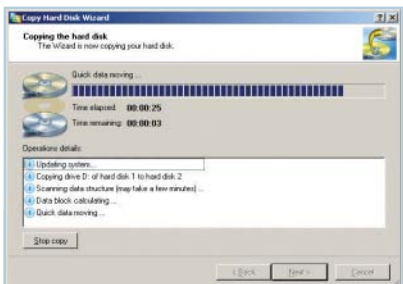 Copy Hard Disk Wizard
Copying the hard disk
The Wizard is now copying your hard disk.
Quick data moving ...
Time elapsed: 00:00:25
Time remaining: 00:00:03
Operations details:
Updating system...
Copying drive D: of hard disk 1 to hard disk 2
Scanning data structure (may take a few minutes) ...
Data block calculating ...
Quick data moving ...
Stop copy
< Back Next > Cancel